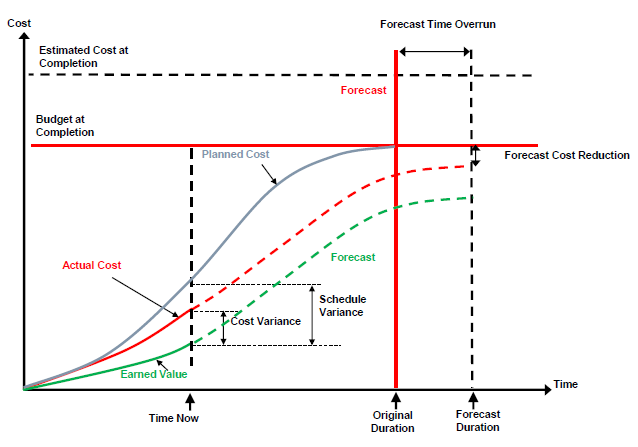 Cost
Forecast Time Overrun
Estimated Cost at
Completion
Forecast
Budget at
Completion
Planned Cost
Forecast Cost Reduction
Forecast
Actual Cost
Schedule
Variance
Cost Variance
Earned Value
Time
Time Now
Original
Duration
Forecast
Duration